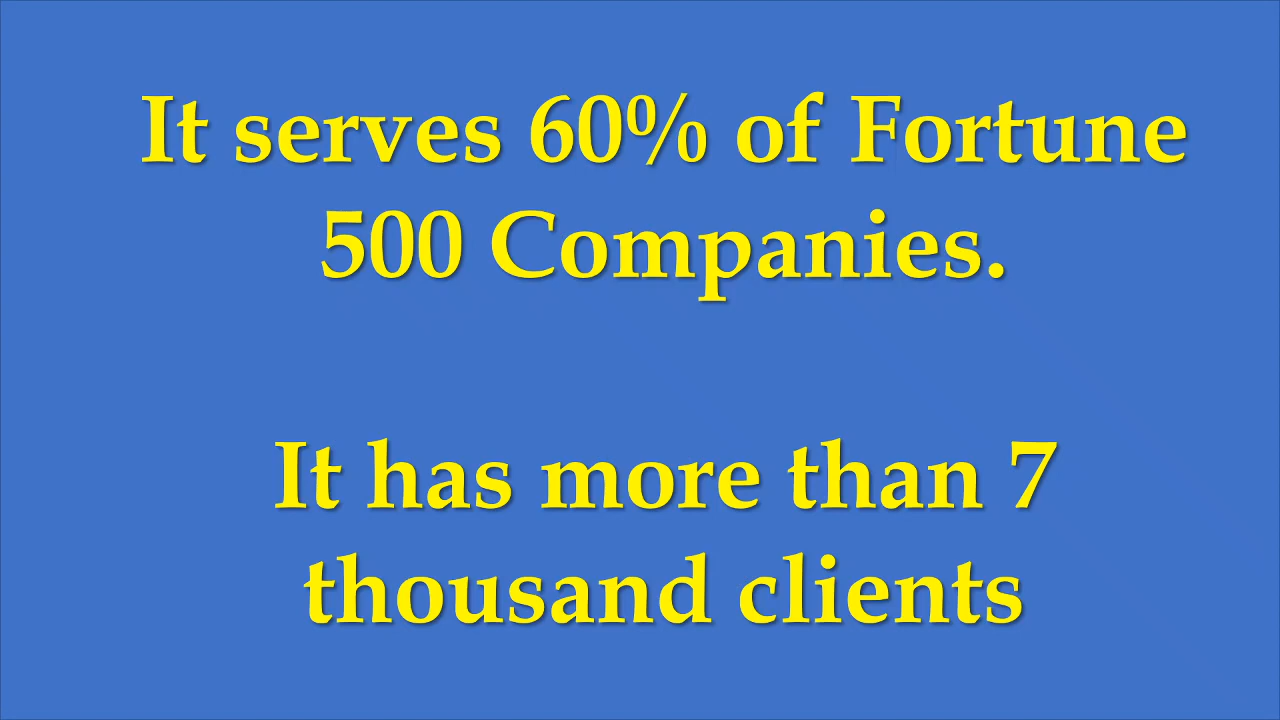 It serves 60% of Fortune
500 Companies.
It has more than 7
thousand clients